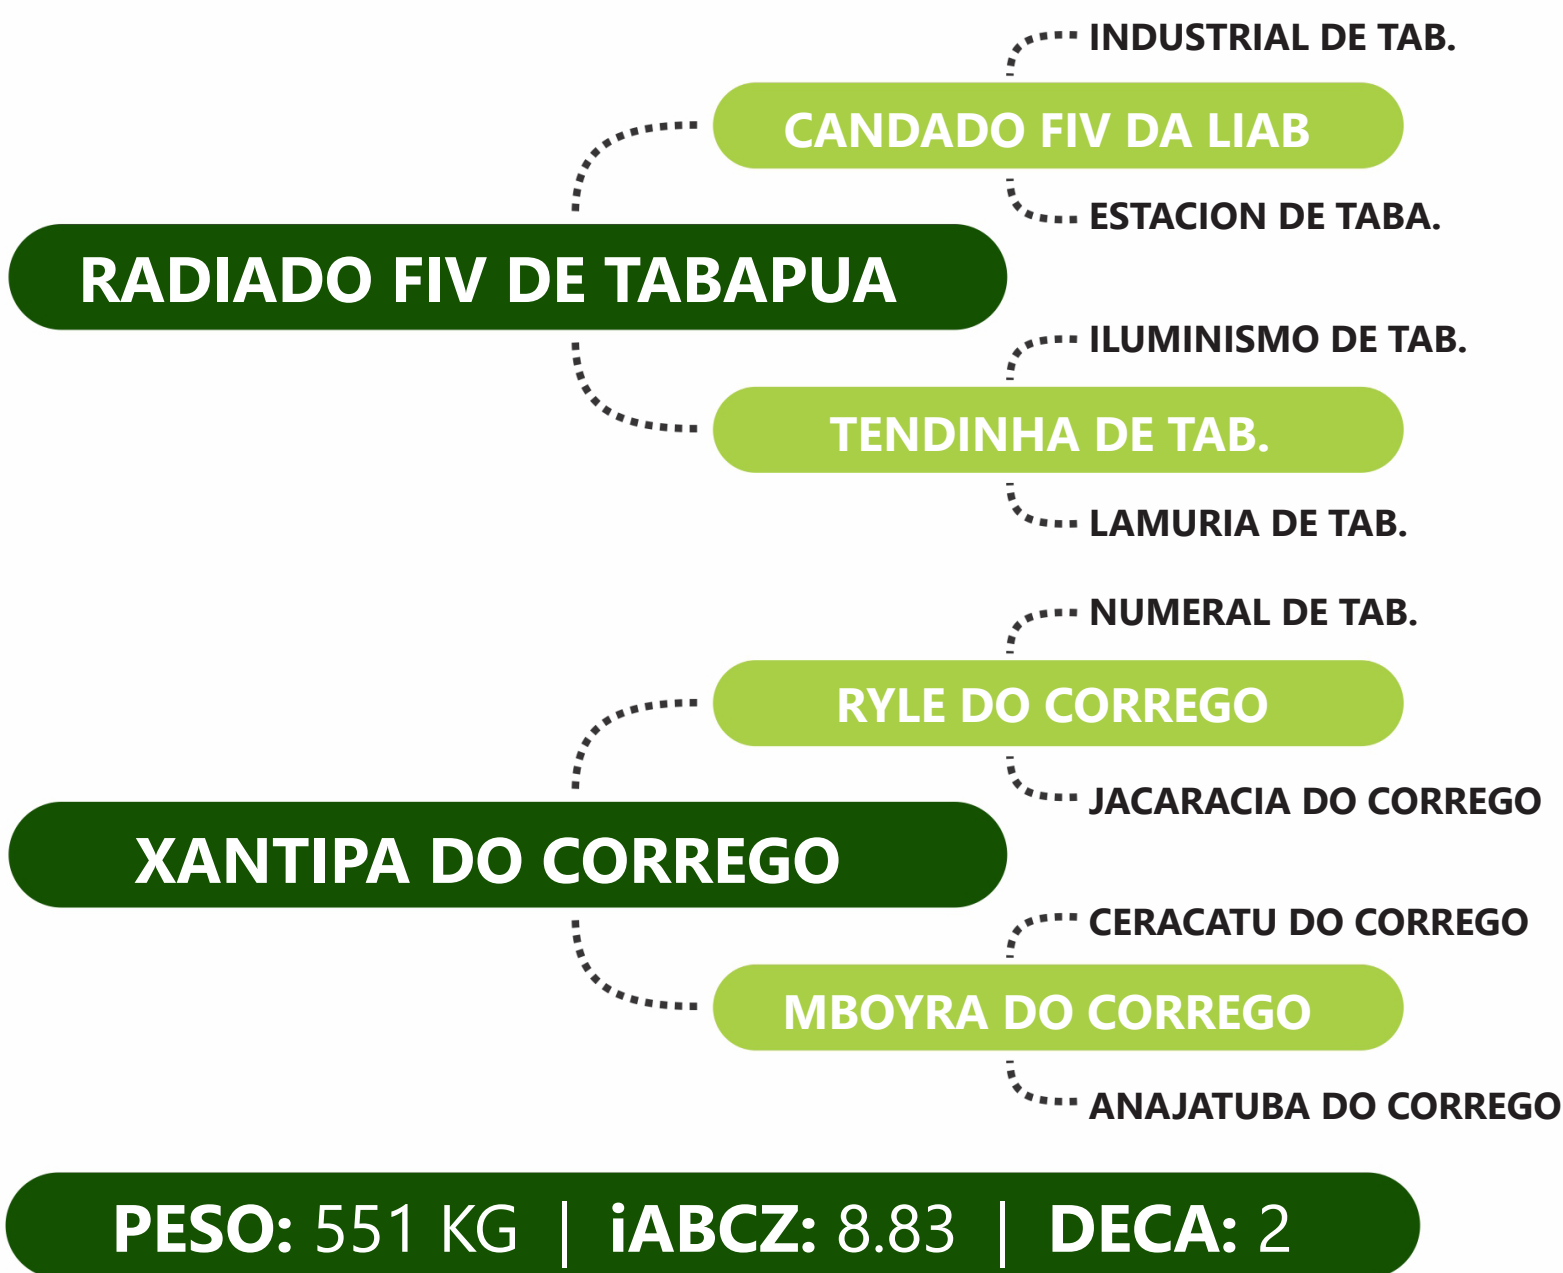 INDUSTRIAL DE TAB.
CANDADO FIV DA LIAB
ESTACION DE TABA.
RADIADO FIV DE TABAPUA
ILUMINISMO DE TAB.
TENDINHA DE TAB.
LAMURIA DE TAB.
NUMERAL DE TAB.
RYLE DO CORREGO
JACARACIA DO CORREGO
XANTIPA DO CORREGO
CERACATU DO CORREGO
MBOYRA DO CORREGO
ANAJATUBA DO CORREGO
PESO: 551 KG | iABCZ: 8.83 | DECA: 2